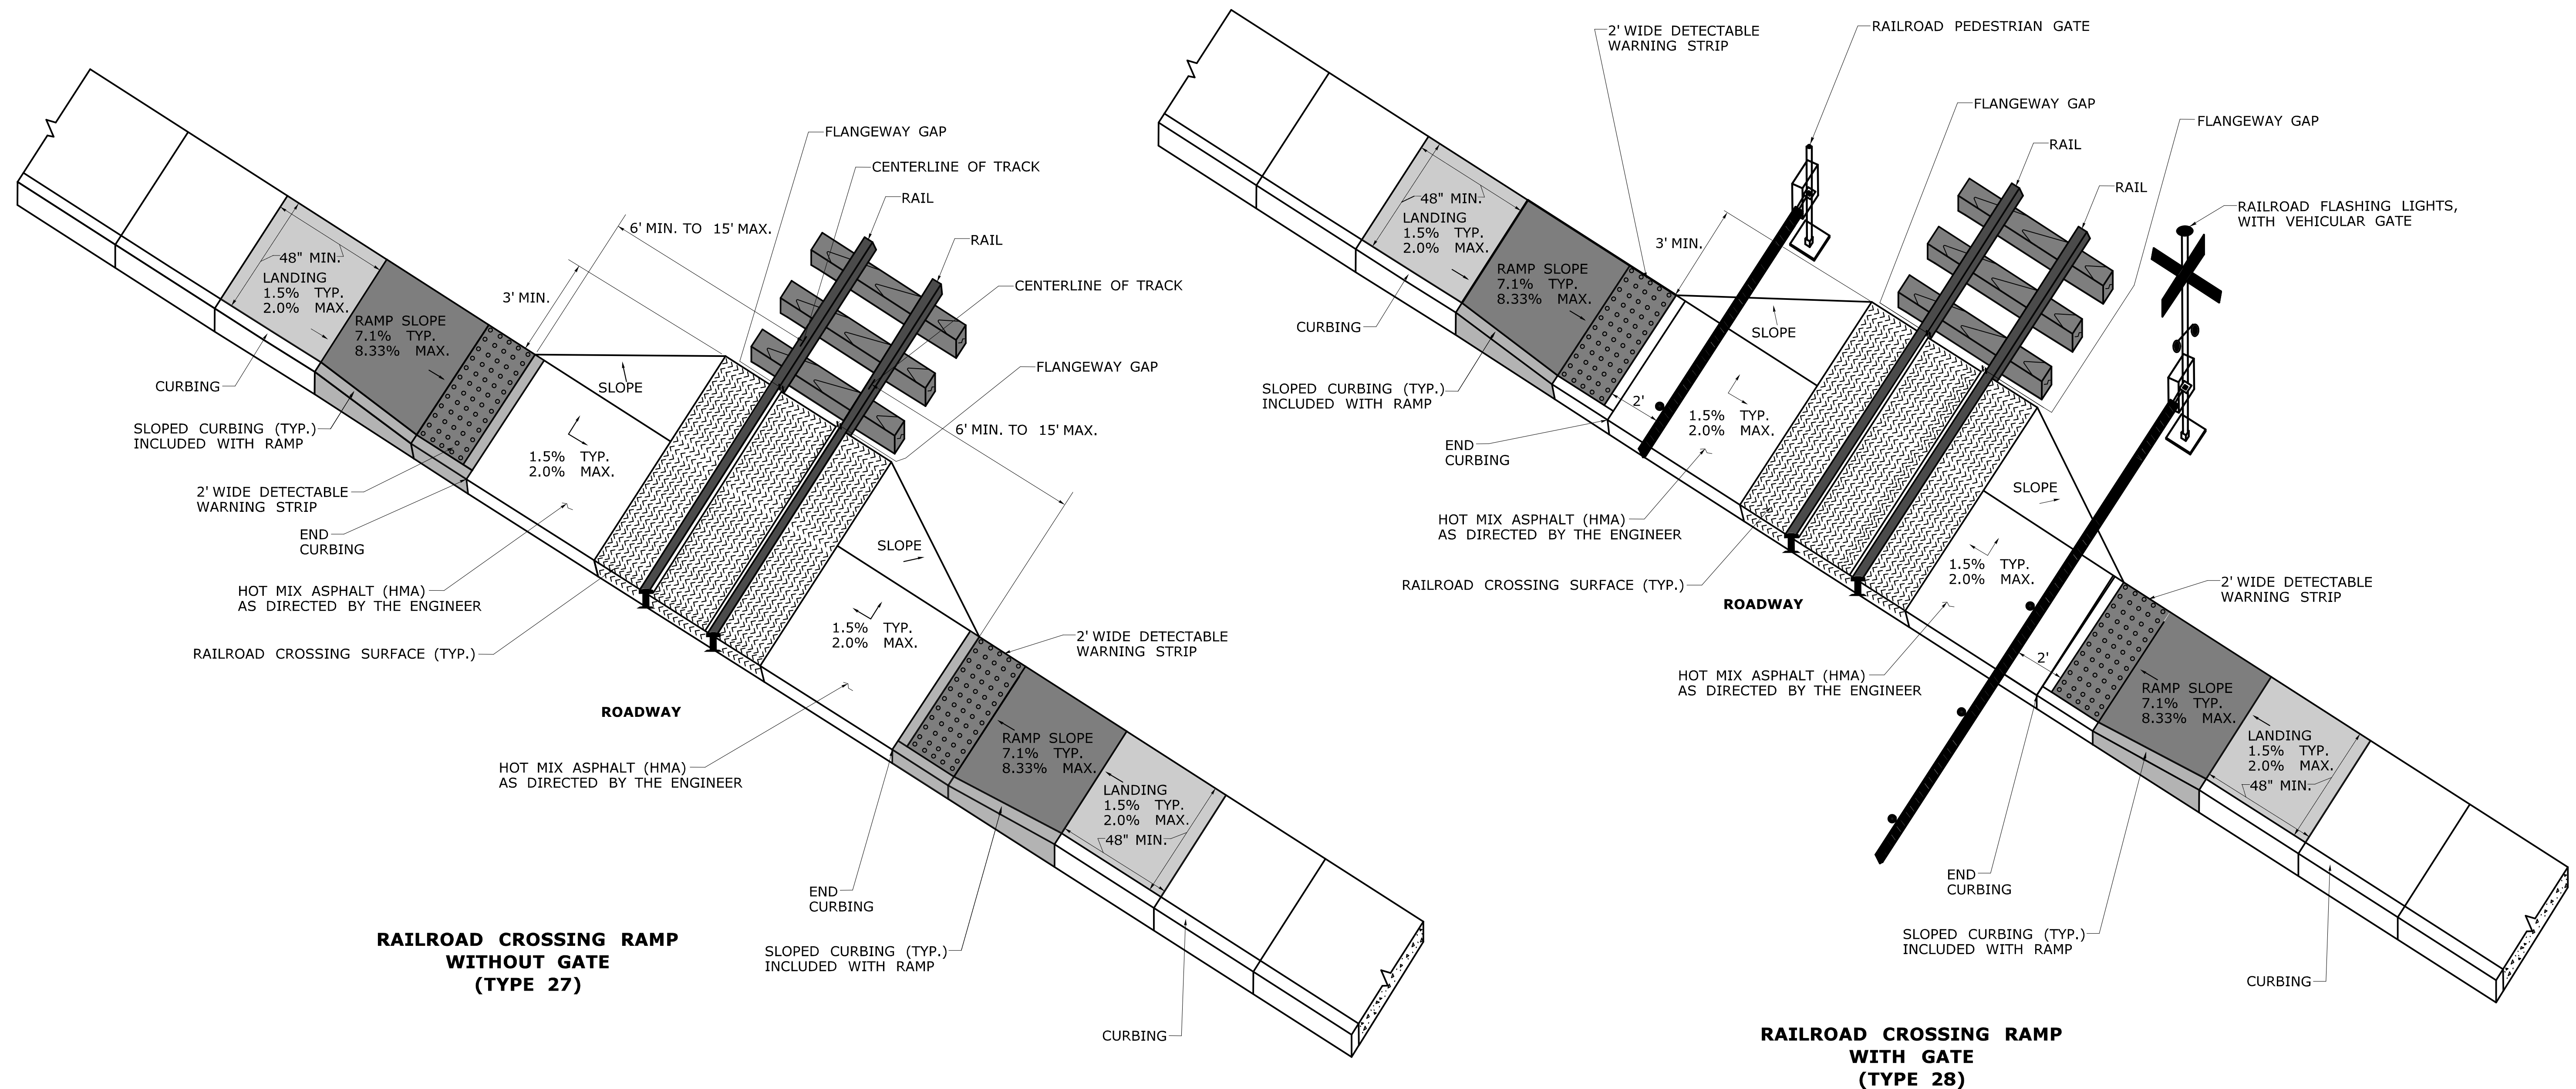 FLANGEWAY GAP
CENTERLINE OF TRACK
RAIL
6' MIN. TO 15' MAX.
RAIL
48" MIN.
LANDING
1.5% TYP.
2.0% MAX.
3' MIN.
CENTERLINE OF TRACK
RAMP SLOPE
7.1% TYP.
8.33% MAX.
FLANGEWAY GAP
CURBING
SLOPE
SLOPED CURBING (TYP.)
INCLUDED WITH RAMP
6' MIN. TO 15' MAX.
1.5% TYP.
2.0% MAX.
2' WIDE DETECTABLE
WARNING STRIP
END
CURBING
SLOPE
HOT MIX ASPHALT (HMA)
AS DIRECTED BY THE ENGINEER
1.5% TYP.
2.0% MAX.
2' WIDE DETECTABLE
WARNING STRIP
RAILROAD CROSSING SURFACE (TYP.)
ROADWAY
RAMP SLOPE
7.1% TYP.
8.33% MAX.
HOT MIX ASPHALT (HMA)
AS DIRECTED BY THE ENGINEER
LANDING
1.5% TYP.
2.0% MAX.
48" MIN.
END
CURBING
SLOPED CURBING (TYP.)
INCLUDED WITH RAMP
CURBING
RAILROAD CROSSING RAMP
WITHOUT GATE
(TYPE 27)
2' WIDE DETECTABLE
WARNING STRIP
RAILROAD PEDESTRIAN GATE
FLANGEWAY GAP
FLANGEWAY GAP
RAIL
RAIL
48" MIN.
LANDING
1.5% TYP.
2.0% MAX.
RAILROAD FLASHING LIGHTS,
WITH VEHICULAR GATE
3' MIN.
RAMP SLOPE
7.1% TYP.
8.33% MAX.
CURBING
SLOPE
SLOPED CURBING (TYP.)
INCLUDED WITH RAMP
2'
1.5% TYP.
2.0% MAX.
END
CURBING
SLOPE
HOT MIX ASPHALT (HMA)
AS DIRECTED BY THE ENGINEER
1.5% TYP.
2.0% MAX.
RAILROAD CROSSING SURFACE (TYP.)
2' WIDE DETECTABLE
WARNING STRIP
ROADWAY
2'
HOT MIX ASPHALT (HMA)
AS DIRECTED BY THE ENGINEER
RAMP SLOPE
7.1% TYP.
8.33% MAX.
LANDING
1.5% TYP.
2.0% MAX.
48" MIN.
END
CURBING
SLOPED CURBING (TYP.)
INCLUDED WITH RAMP
CURBING
RAILROAD CROSSING RAMP
WITH GATE
(TYPE 28)